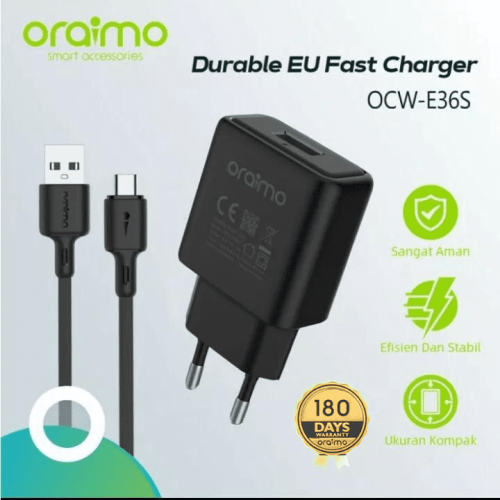 oraimo
smart accessories
Durable EU Fast Charger
OCW-E36S
oraimo
oraimo
CE
Sangat Aman
Efisien Dan Stabil
180
DAYS
WARRANTY
oraimo
Ukuran Kompak